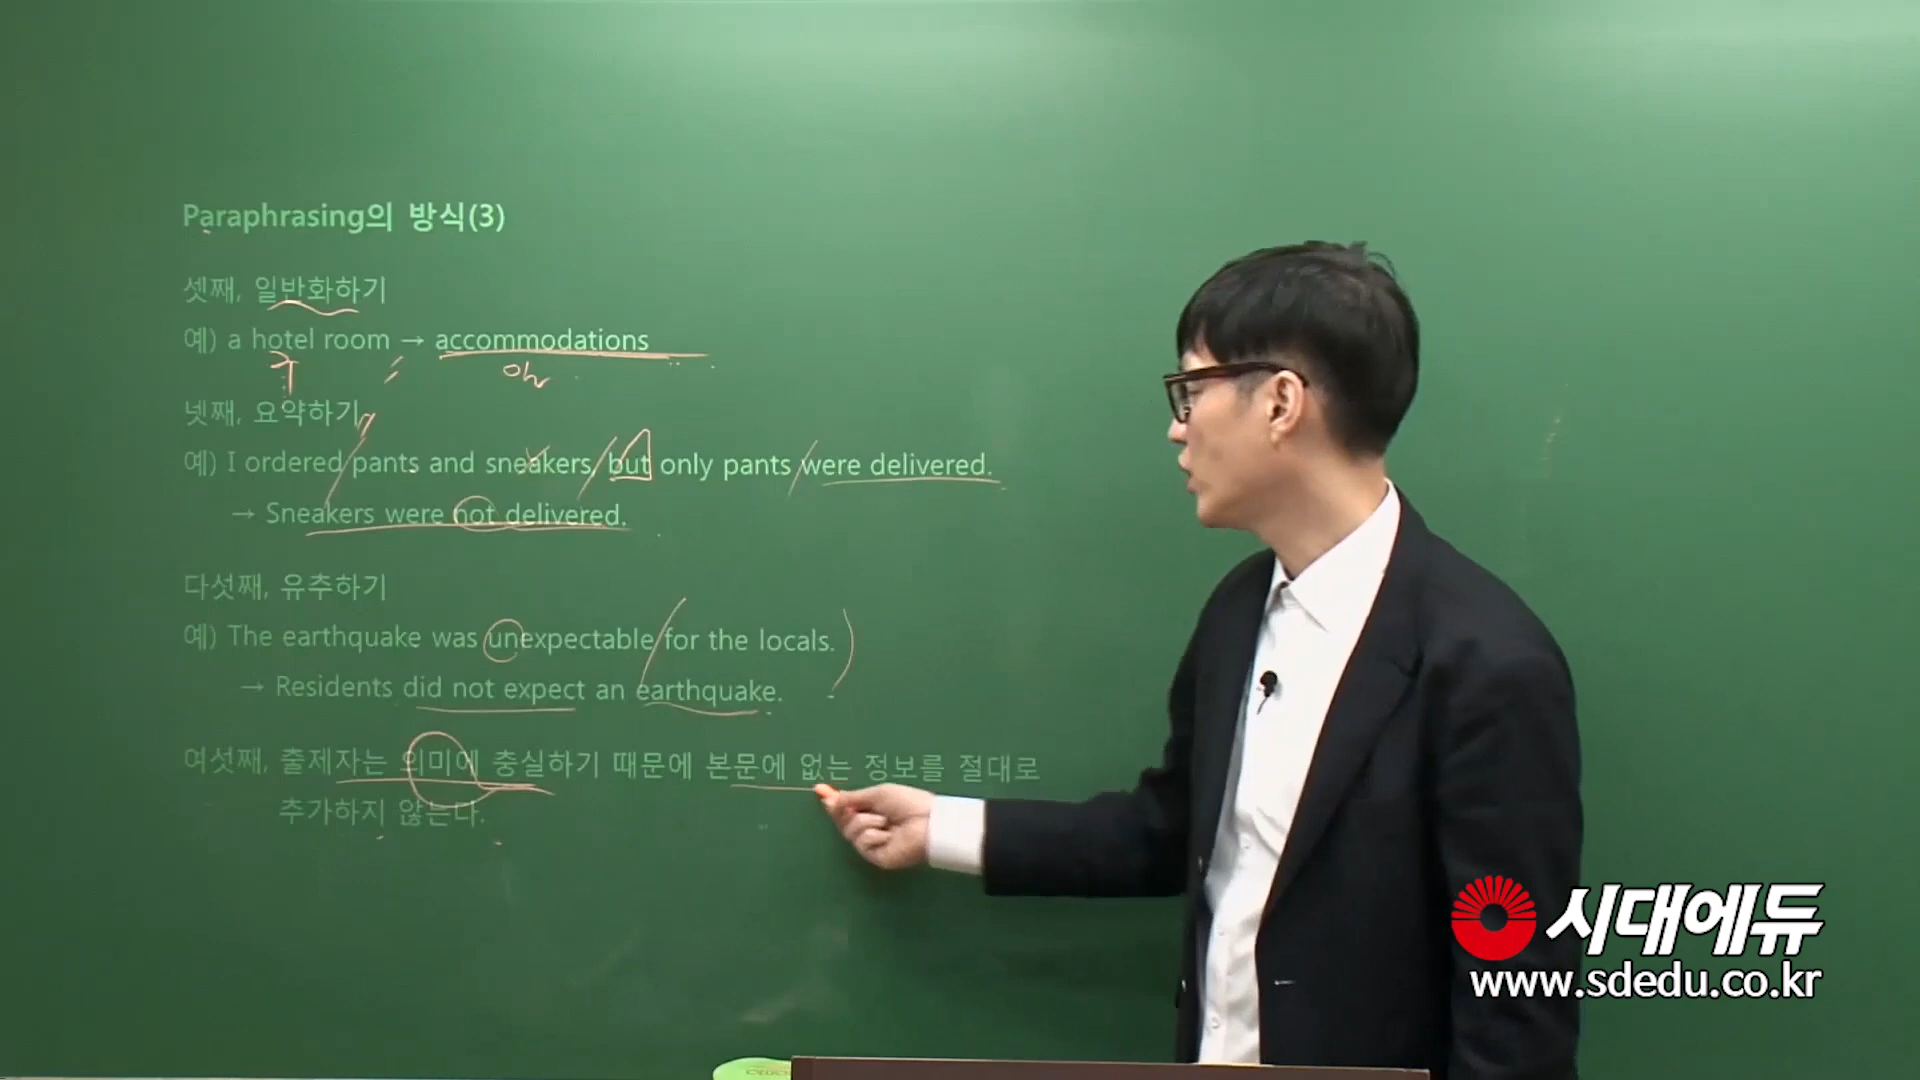 Paraphrasing의 방식(3)
셋째, 일반화하기
예) a hotel room → accommodations
넷째, 요약하기
예) I ordered pants and sneakers, but only pants were delivered.
→ Sneakers were not delivered.
다섯째, 유추하기
예) The earthquake was unexpectable for the locals.
→ Residents did not expect an earthquake.
여섯째, 출제자는 의미에 충실하기 때문에 본문에 없는 정보를 절대로
추가하지 않는다.
시대에듀
www.sdedu.co.kr